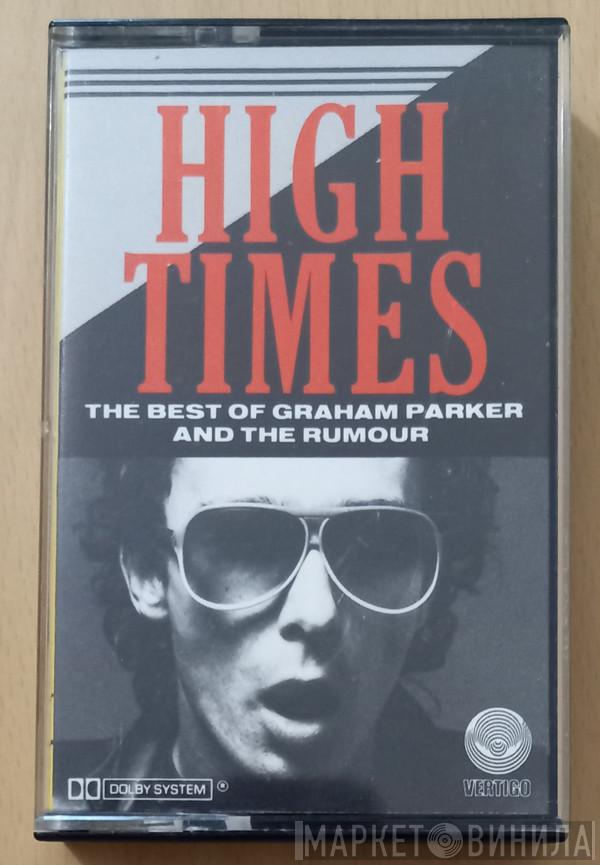 HIGH
TIMES
THE BEST OF GRAHAM PARKER
AND THE RUMOUR
DOLBY SYSTEM ®
VERTIGO
МАРКЕТ ВИНИЛА